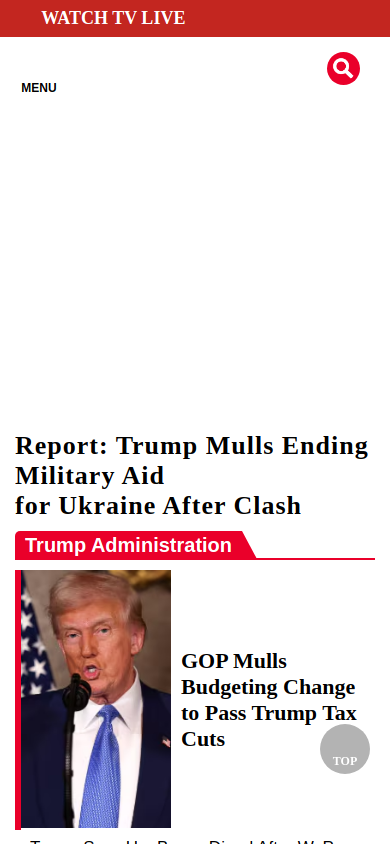 WATCH TV LIVE
MENU
Report: Trump Mulls Ending
Military Aid
for Ukraine After Clash
Trump Administration
GOP Mulls
Budgeting Change
to Pass Trump Tax
Cuts
TOP